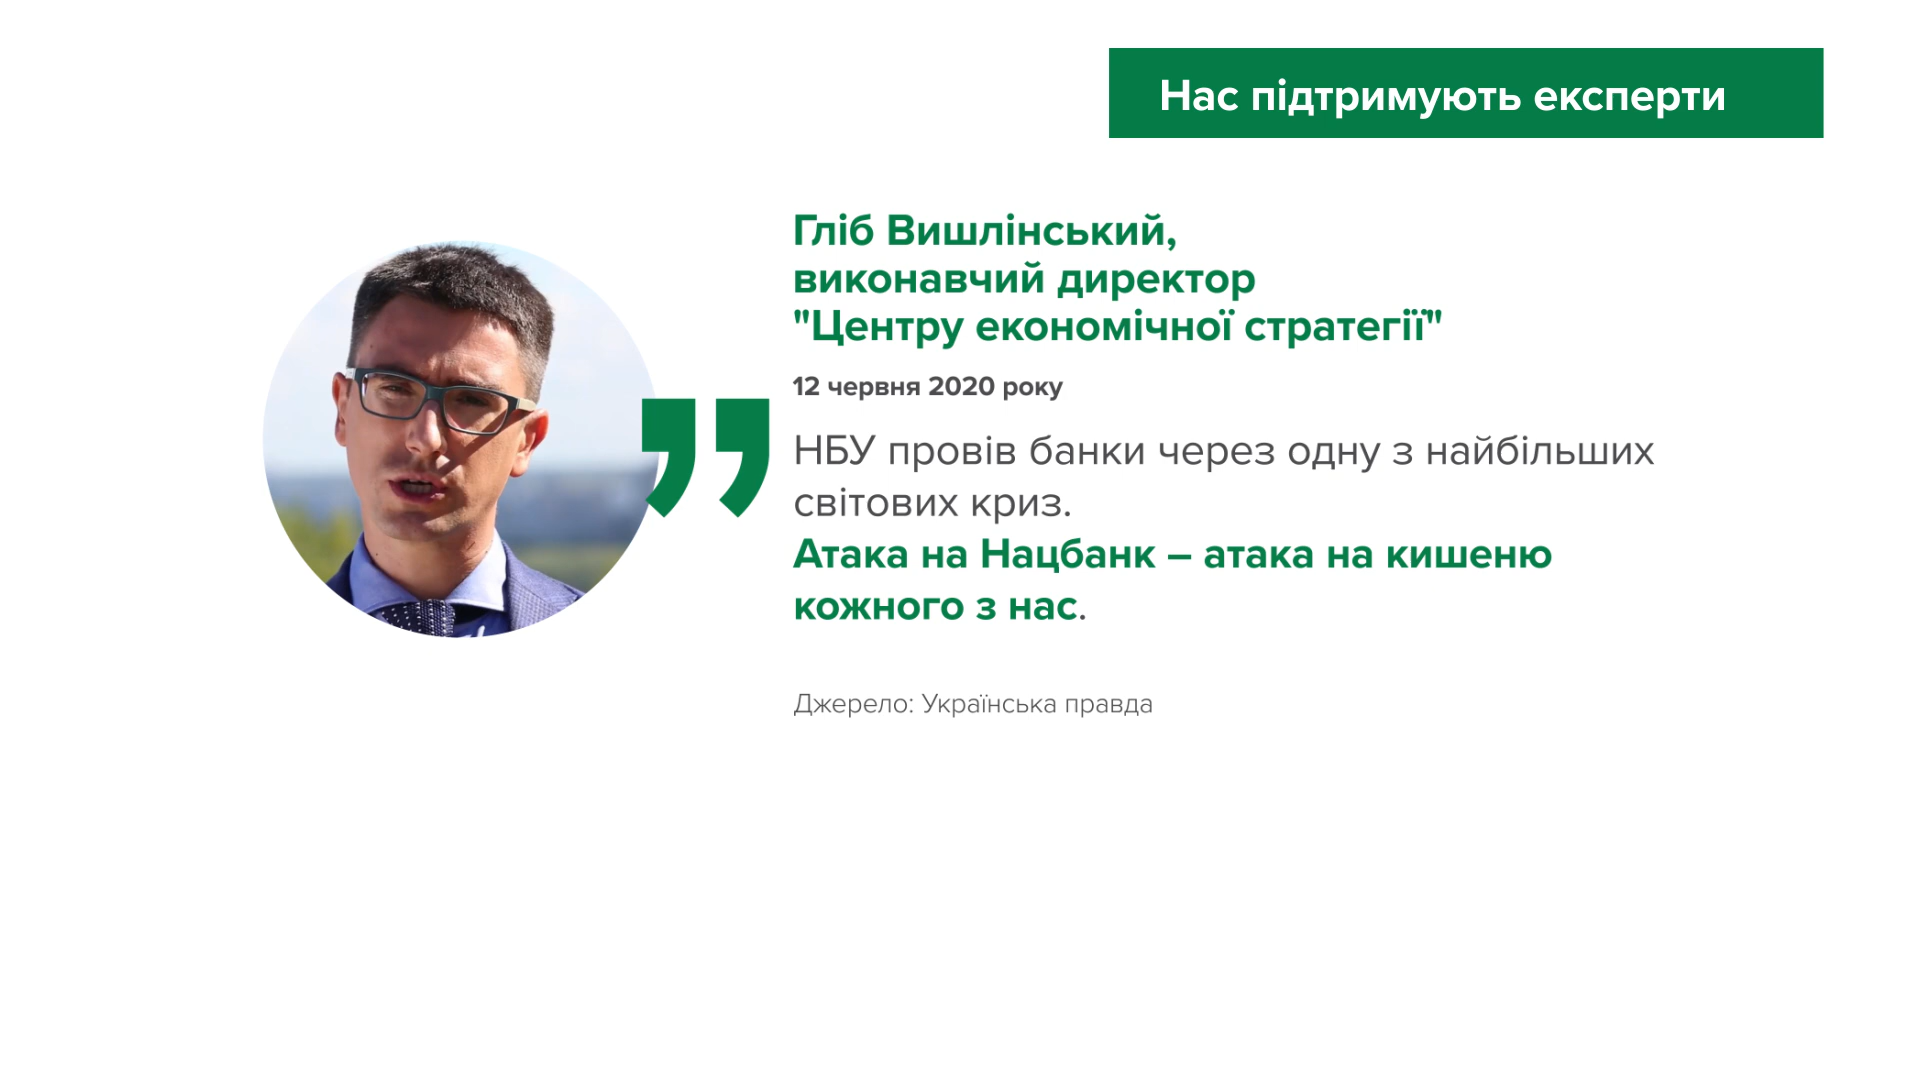 Нас підтримують експерти
Гліб Вишлінський,
виконавчий директор
"Центру економічної стратегії"
12 червня 2020 року
НБУ провів банки через одну з найбільших
світових криз.
Атака на Нацбанк – атака на кишеню
кожного з нас.
Джерело: Українська правда